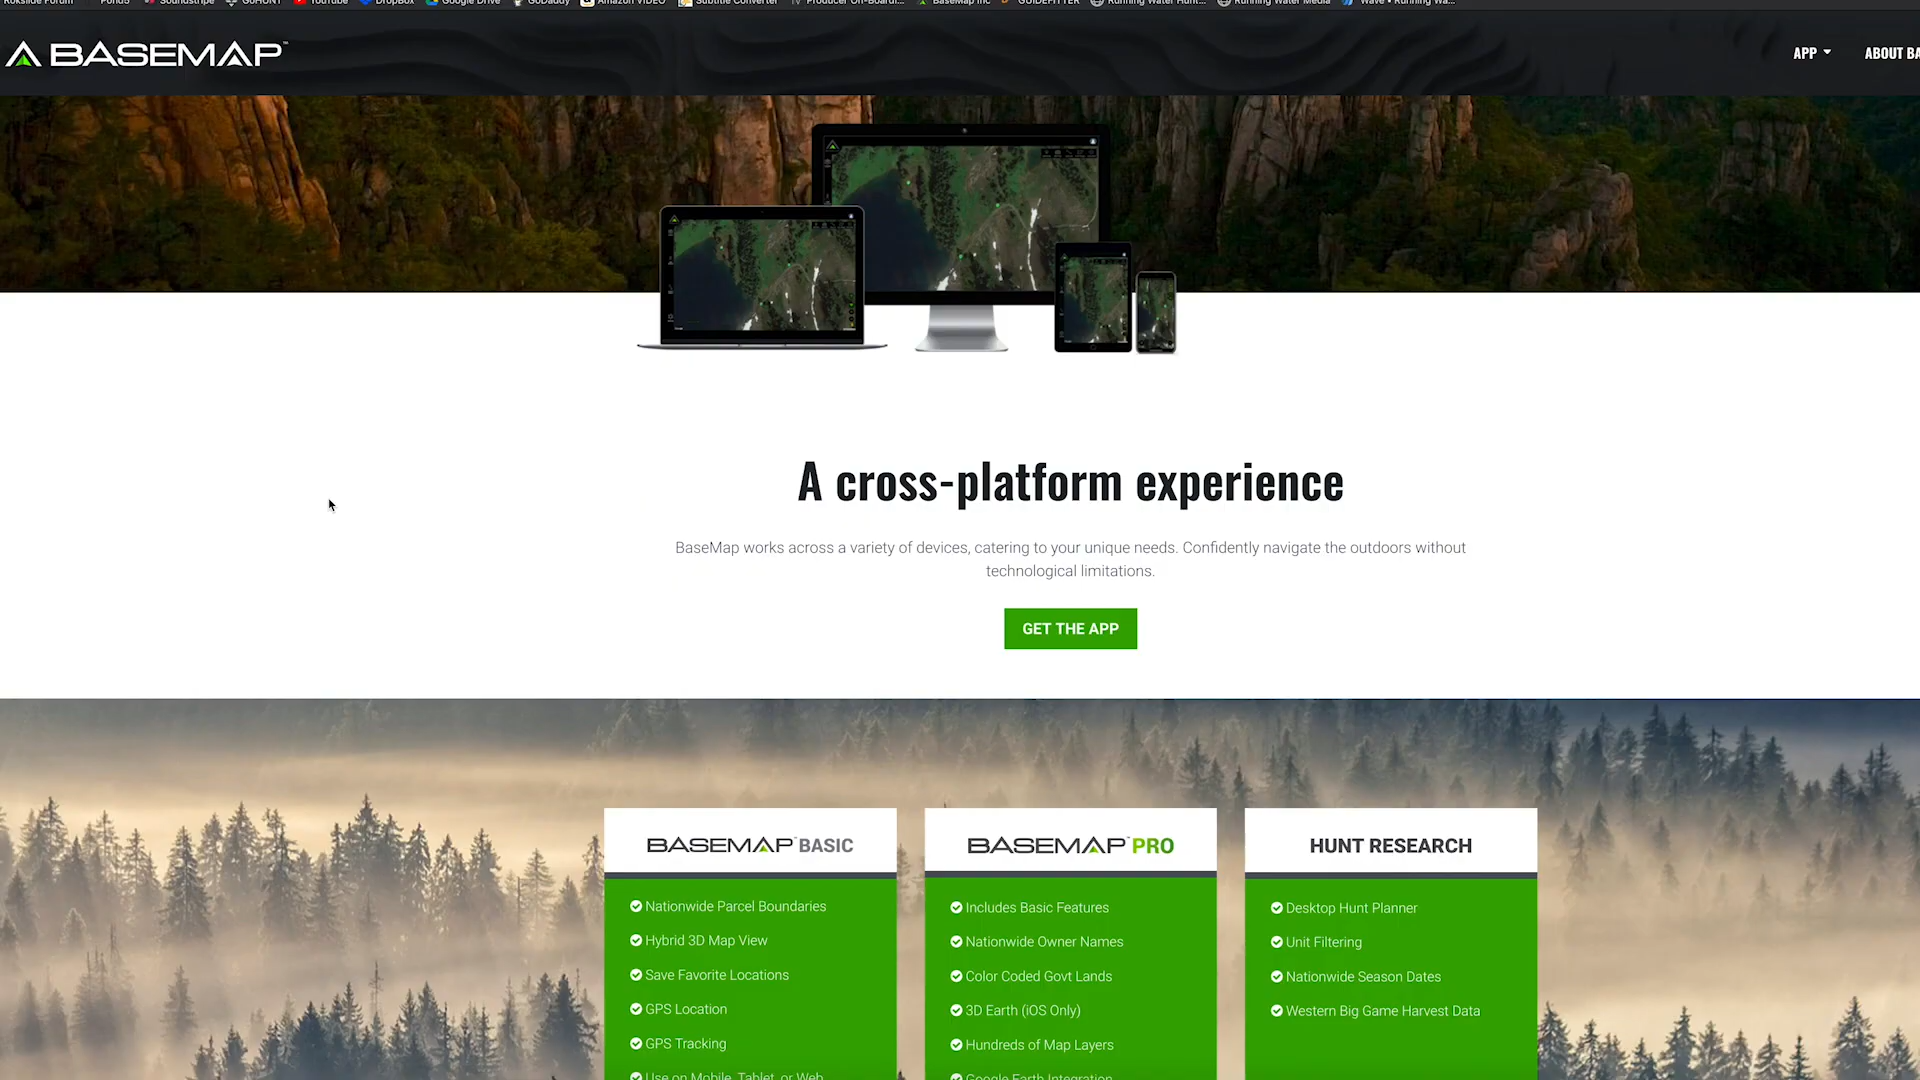 Rokslide Forum Pond5 Soundstripe GoHUNT YouTube DropBox Google Drive GoDaddy Amazon VIDEO Subtitle Converter Producer On-Board... BaseMap Inc GUIDEFITTER Running Water Hunt... Running Water Media Wave • Running Wa...
BASEMAP™
APP
ABOUT BA
A cross-platform experience
BaseMap works across a variety of devices, catering to your unique needs. Confidently navigate the outdoors without
technological limitations.
GET THE APP
BASEMAP™ BASIC
Nationwide Parcel Boundaries
Hybrid 3D Map View
Save Favorite Locations
GPS Location
GPS Tracking
Use on Mobile, Tablet, or Web
BASEMAP™ PRO
Includes Basic Features
Nationwide Owner Names
Color Coded Govt Lands
3D Earth (iOS Only)
Hundreds of Map Layers
Google Earth Integration
HUNT RESEARCH
Desktop Hunt Planner
Unit Filtering
Nationwide Season Dates
Western Big Game Harvest Data